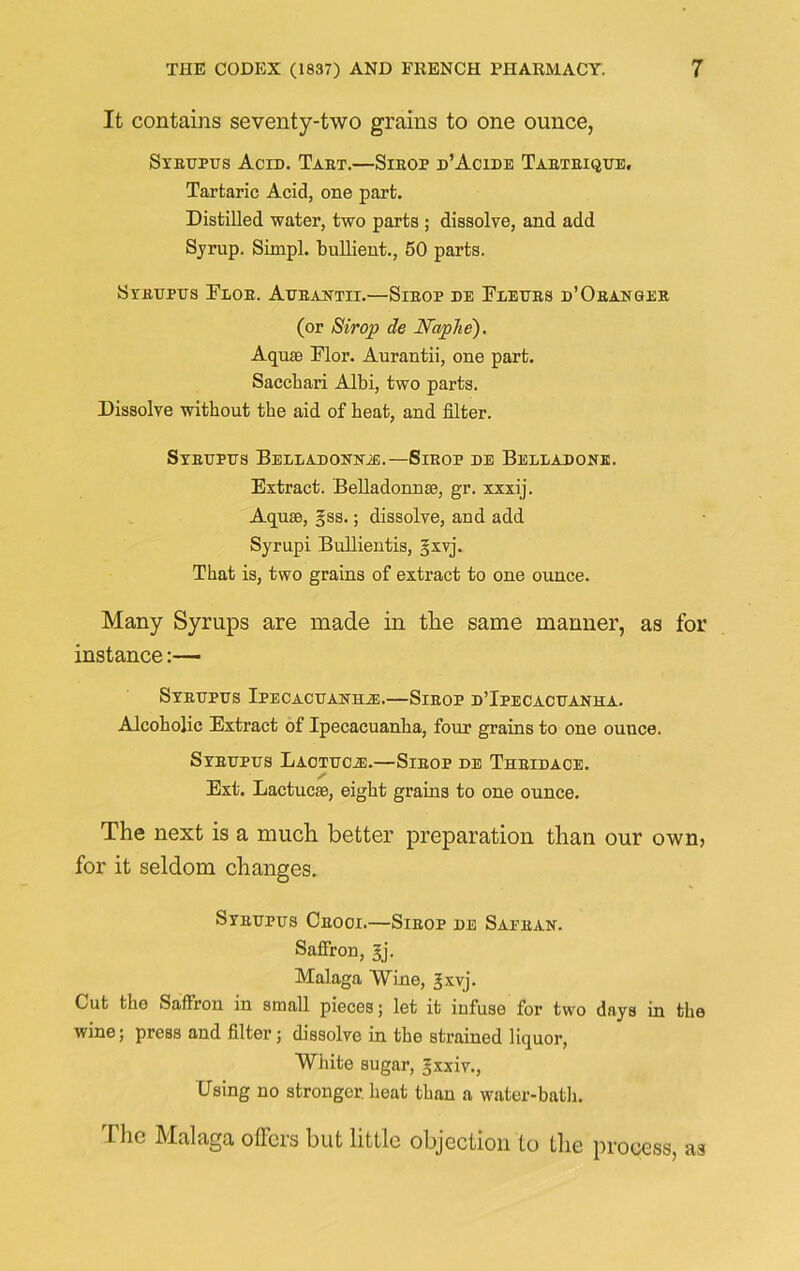 THE CODEX (1837) AND FRENCH PHARMACY. 7
It contains seventy-two grains to one ounce,
Syrupus Acid. Tart.—Sirop d’Acide Tartrique.
Tartaric Acid, one part.
Distilled water, two parts ; dissolve, and add
Syrup. Simpl. bullient., 50 parts.
Syrupus Flor. Aurantii.—Sirop de Fleurs d’Oranger
(or Sirop de Naphe).
Aquæ Flor. Aurantii, one part.
Sacchari Albi, two parts.
Dissolve without the aid of heat, and filter.
Syrupus Belladonnæ.—Sirop de Belladone.
Extract. Belladonnæ, gr. xxxij.
Aquæ, ℥ss. ; dissolve, and add
Syrupi Bullientis, ℥xvj.
That is, two grains of extract to one ounce.
Many Syrups are made in the same manner, as for
instance:—
Syrupus Ipecacuanhæ.—Sirop d’Ipecacuanha.
Alcoholic Extract of Ipecacuanha, four grains to one ounce.
Syrupus Lactucæ.—Sirop de Thridace.
Ext. Lactucæ, eight grains to one ounce.
The next is a much better preparation than our own,
for it seldom changes.
Syrupus Croci.—Sirop de Safran.
Saffron, ℥j.
Malaga Wine, ℥xvj.
Cut the Saffron in small pieces; let it infuse for two days in the
wine; press and filter; dissolve in the strained liquor,
White sugar, ℥xxiv.,
Using no stronger heat than a water-bath.
The Malaga offers but little objection to the process, as